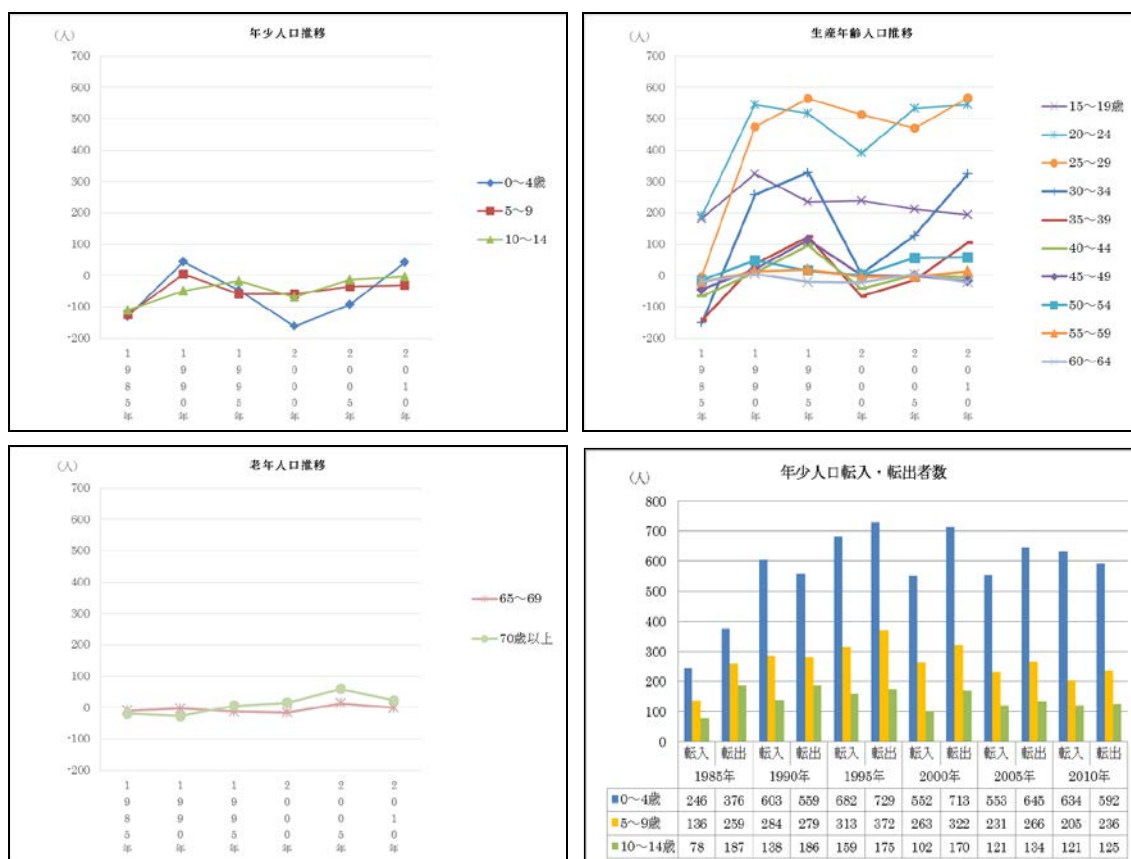 年少人口推移
(人)
700
600
500
400
300
200
100
0
-100
-200
1985年
1990年
1995年
2000年
2005年
2010年
0～4歳
5～9
10～14
生産年齢人口推移
(人)
700
600
500
400
300
200
100
0
-100
-200
1985年
1990年
1995年
2000年
2005年
2010年
15～19歳
20～24
25～29
30～34
35～39
40～44
45～49
50～54
55～59
60～64
老年人口推移
(人)
700
600
500
400
300
200
100
0
-100
-200
1985年
1990年
1995年
2000年
2005年
2010年
65～69
70歳以上
年少人口転入・転出者数
(人)
800
700
600
500
400
300
200
100
0
転入 転出 転入 転出 転入 転出 転入 転出 転入 転出 転入 転出
1985年 1990年 1995年 2000年 2005年 2010年
0～4歳 246 376 603 559 682 729 552 713 553 645 634 592
5～9歳 136 259 284 279 313 372 263 322 231 266 205 236
10～14歳 78 187 138 186 159 175 102 170 121 134 121 125